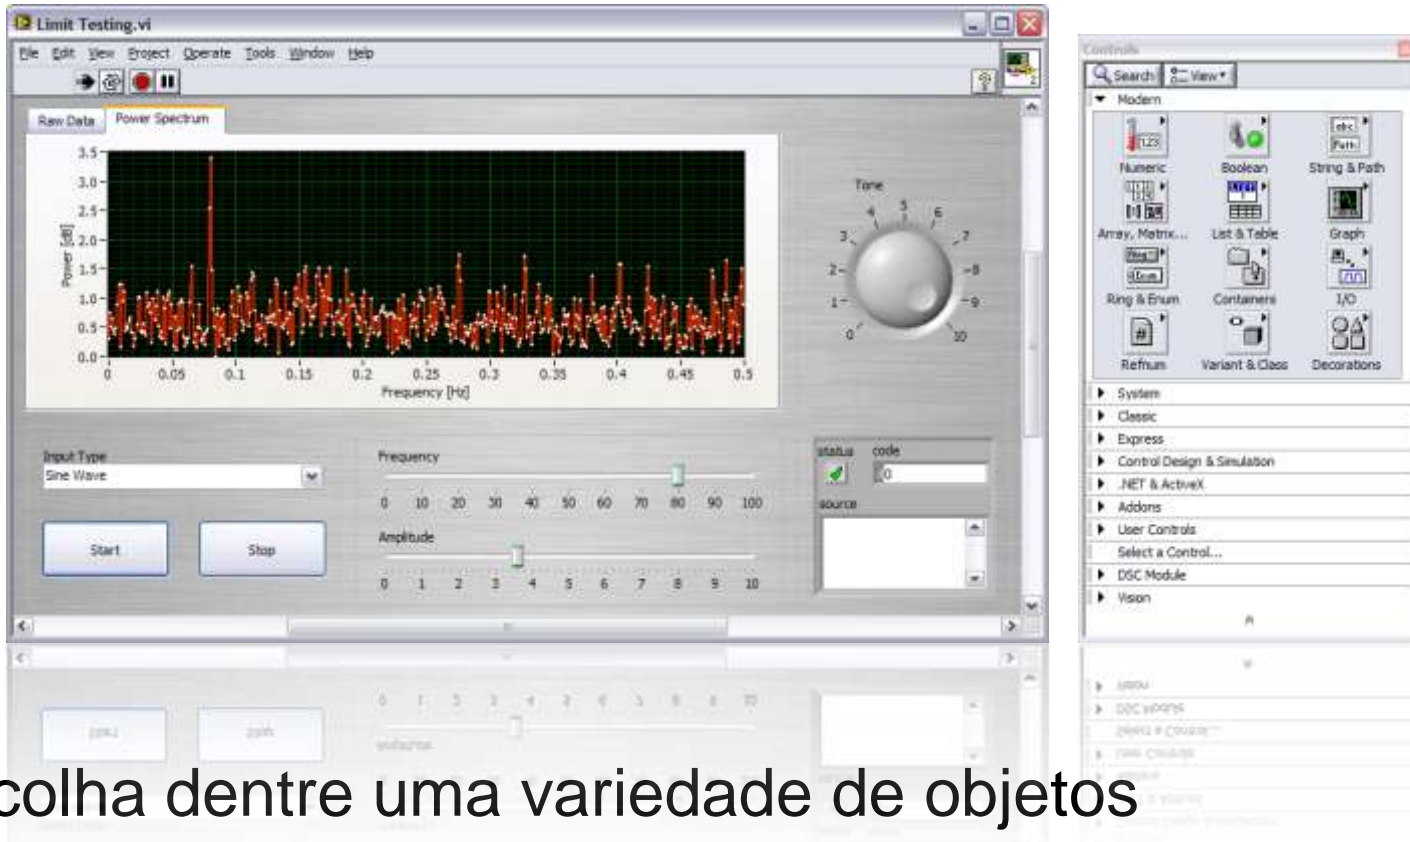 Limit Testing.vi
File Edit View Project Operate Tools Window Help
Raw Data Power Spectrum
3.5
3.0
2.5
2.0
1.5
1.0
0.5
0.0
Power [dB]
0 0.05 0.1 0.15 0.2 0.25 0.3 0.35 0.4 0.45 0.5
Frequency [Hz]
Tone
0 1 2 3 4 5 6 7 8 9 10
Input Type
Sine Wave
Start Stop
Frequency
0 10 20 30 40 50 60 70 80 90 100
Amplitude
0 1 2 3 4 5 6 7 8 9 10
status code
0
source
Controls
Search View
Modern
1.23 abc Path
Numeric Boolean String & Path
Array, Matrix... List & Table Graph
Ring Enum
Ring & Enum Containers I/O
#
Refnum Variant & Class Decorations
System
Classic
Express
Control Design & Simulation
.NET & ActiveX
Addons
User Controls
Select a Control...
DSC Module
Vision
colha dentre uma variedade de objetos